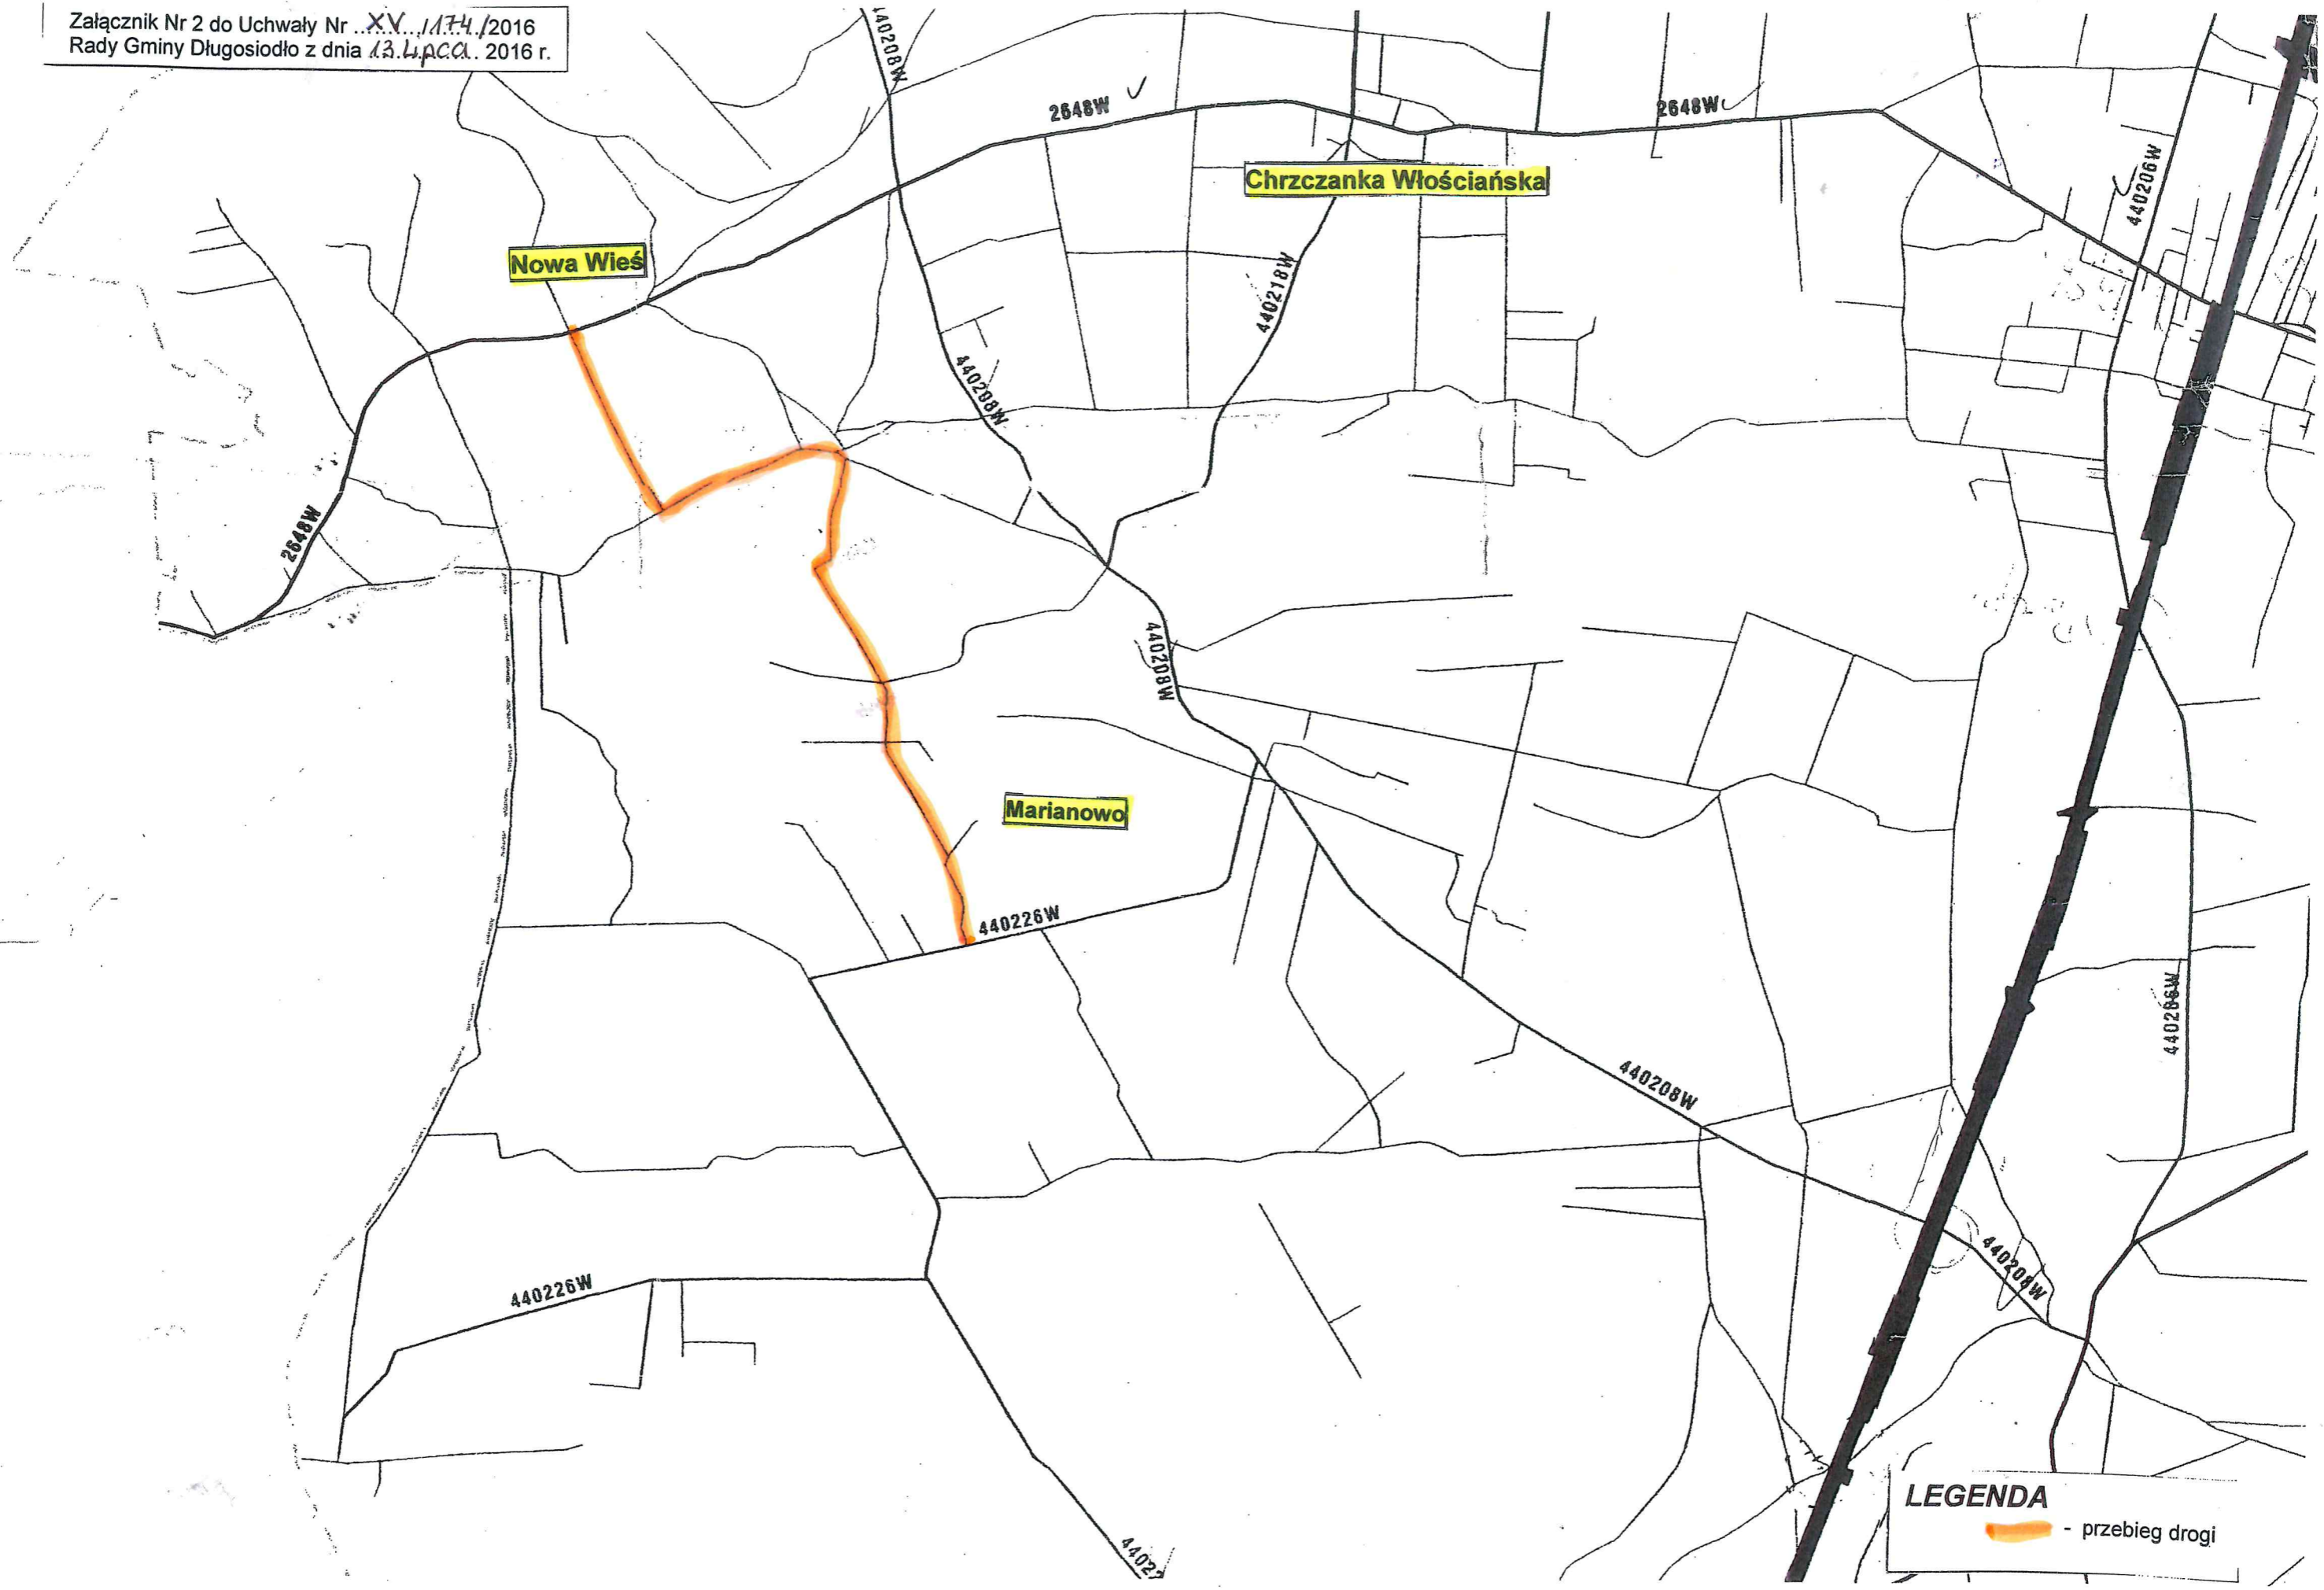 Załącznik Nr 2 do Uchwały Nr ..XV../174./2016
Rady Gminy Długosiodło z dnia 13.Lipca. 2016 r.
440208W
2648W
2648W
Chrzczanka Włościańska
440206W
Nowa Wieś
440218W
440208W
2648W
440208W
Marianowo
440226W
440206W
440208W
440208W
440226W
44022
LEGENDA
- przebieg drogi